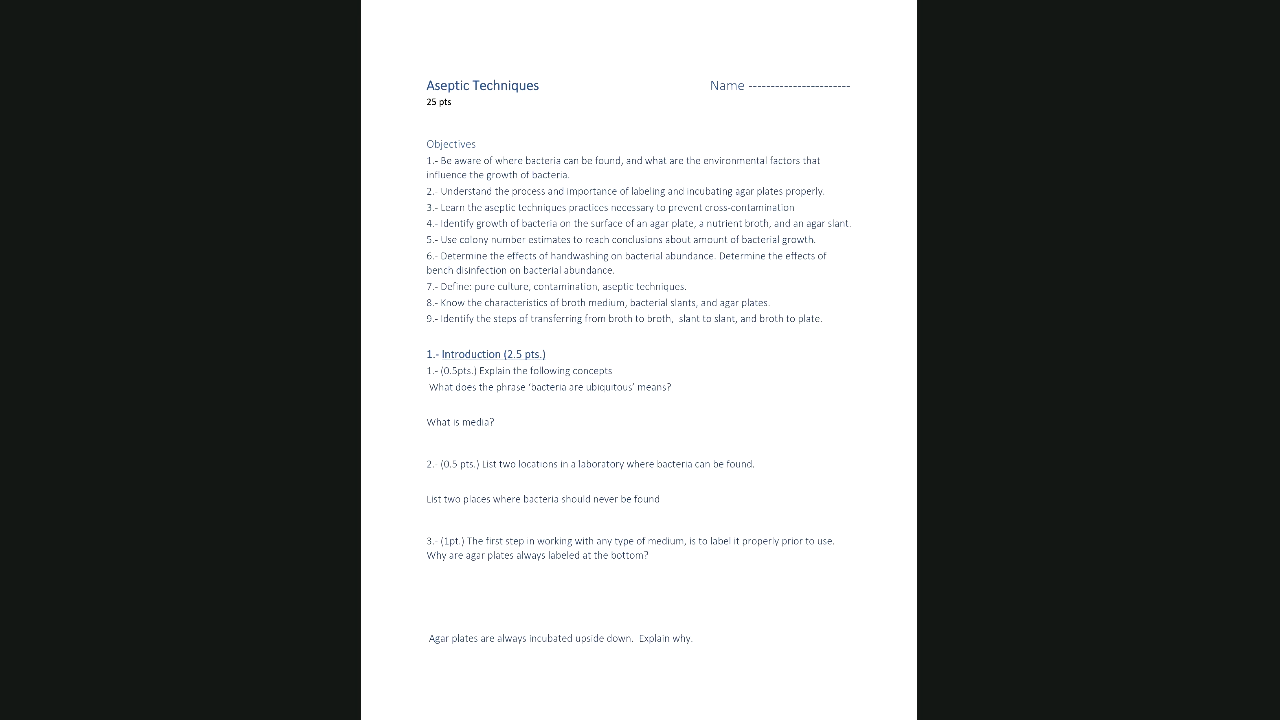 Aseptic Techniques Name -----------------------
25 pts
Objectives
1.- Be aware of where bacteria can be found, and what are the environmental factors that
influence the growth of bacteria.
2.- Understand the process and importance of labeling and incubating agar plates properly.
3.- Learn the aseptic techniques practices necessary to prevent cross-contamination
4.- Identify growth of bacteria on the surface of an agar plate, a nutrient broth, and an agar slant.
5.- Use colony number estimates to reach conclusions about amount of bacterial growth.
6.- Determine the effects of handwashing on bacterial abundance. Determine the effects of
bench disinfection on bacterial abundance.
7.- Define: pure culture, contamination, aseptic techniques.
8.- Know the characteristics of broth medium, bacterial slants, and agar plates.
9.- Identify the steps of transferring from broth to broth, slant to slant, and broth to plate.
1.- Introduction (2.5 pts.)
1.- (0.5pts.) Explain the following concepts
What does the phrase 'bacteria are ubiquitous' means?
What is media?
2.- (0.5 pts.) List two locations in a laboratory where bacteria can be found.
List two places where bacteria should never be found
3.- (1pt.) The first step in working with any type of medium, is to label it properly prior to use.
Why are agar plates always labeled at the bottom?
Agar plates are always incubated upside down. Explain why.